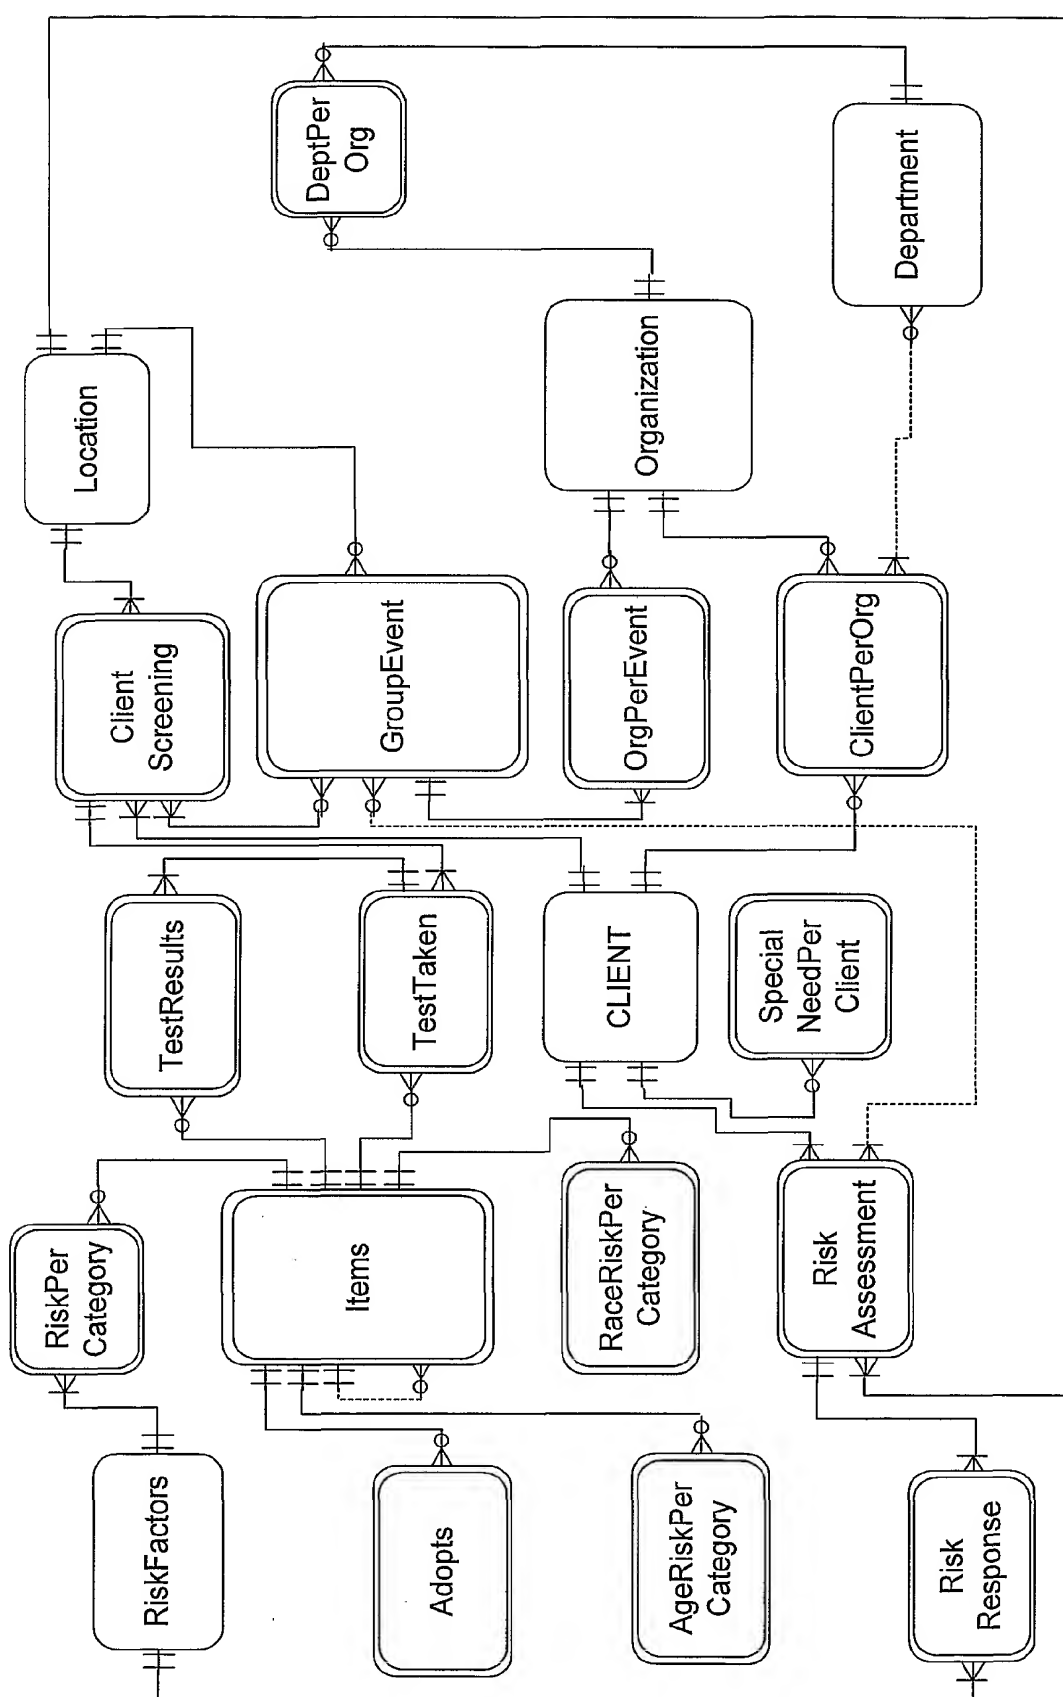 RiskFactors
RiskPer
Category
TestResults
Client
Screening
Location
Adopts
Items
TestTaken
GroupEvent
DeptPer
Org
AgeRiskPer
Category
RaceRiskPer
Category
CLIENT
OrgPerEvent
Organization
Risk
Response
Risk
Assessment
Special
NeedPer
Client
ClientPerOrg
Department